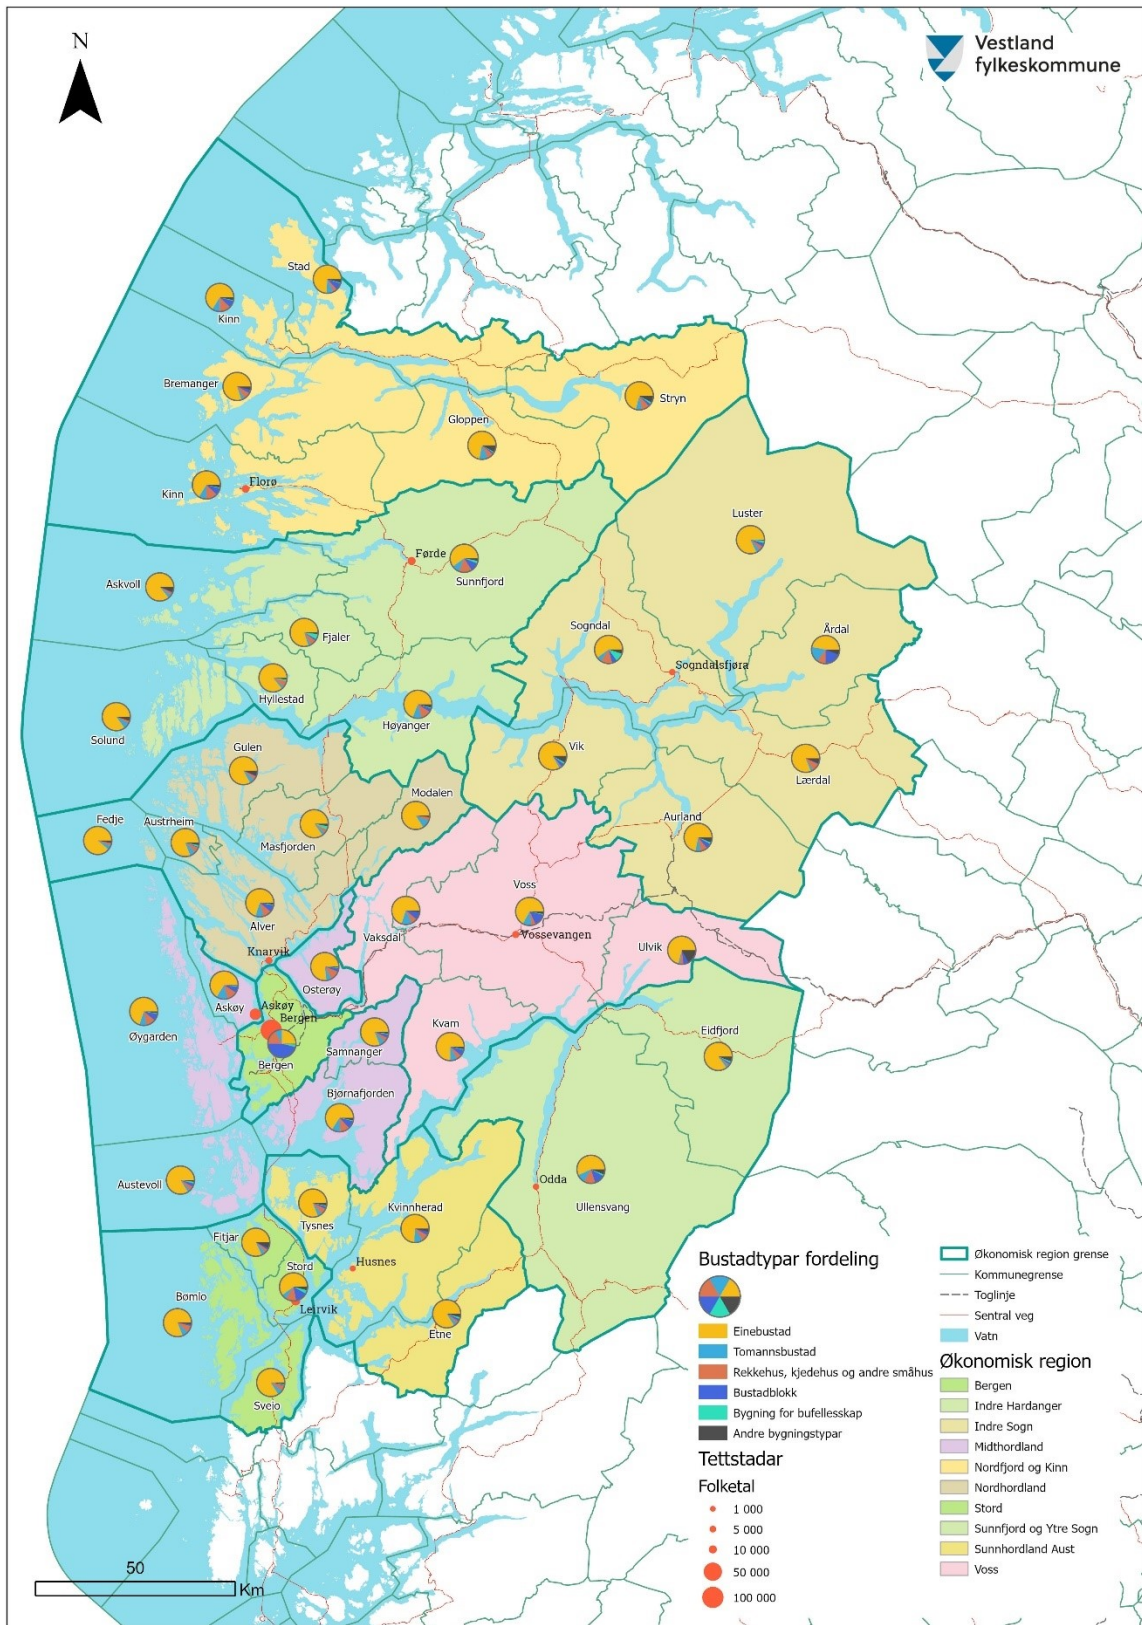 N
Vestland
fylkeskommune
Stad
Kinn
Bremanger
Stryn
Gloppen
Kinn
Florø
Luster
Førde
Sunnfjord
Askvoll
Fjaler
Sogndal
Årdal
Sogndalsfjøra
Hyllestad
Høyanger
Solund
Gulen
Vik
Lærdal
Modalen
Fedje
Austrheim
Masfjorden
Aurland
Voss
Alver
Vaksdal
Vossevangen
Ulvik
Knarvik
Osterøy
Askøy
Askøy
Bergen
Øygarden
Samnanger
Kvam
Eidfjord
Bergen
Bjørnafjorden
Austevoll
Odda
Ullensvang
Kvinnherad
Tysnes
Fitjar
Stord
Husnes
Bømlo
Leirvik
Etne
Sveio
Bustadtypar fordeling
Einebustad
Tomannsbustad
Rekkehus, kjedehus og andre småhus
Bustadblokk
Bygning for bufellesskap
Andre bygningstypar
Tettstadar
Folketal
1 000
5 000
10 000
50 000
100 000
Økonomisk region grense
Kommunegrense
Toglinje
Sentral veg
Vatn
Økonomisk region
Bergen
Indre Hardanger
Indre Sogn
Midthordland
Nordfjord og Kinn
Nordhordland
Stord
Sunnfjord og Ytre Sogn
Sunnhordland Aust
Voss
50
Km